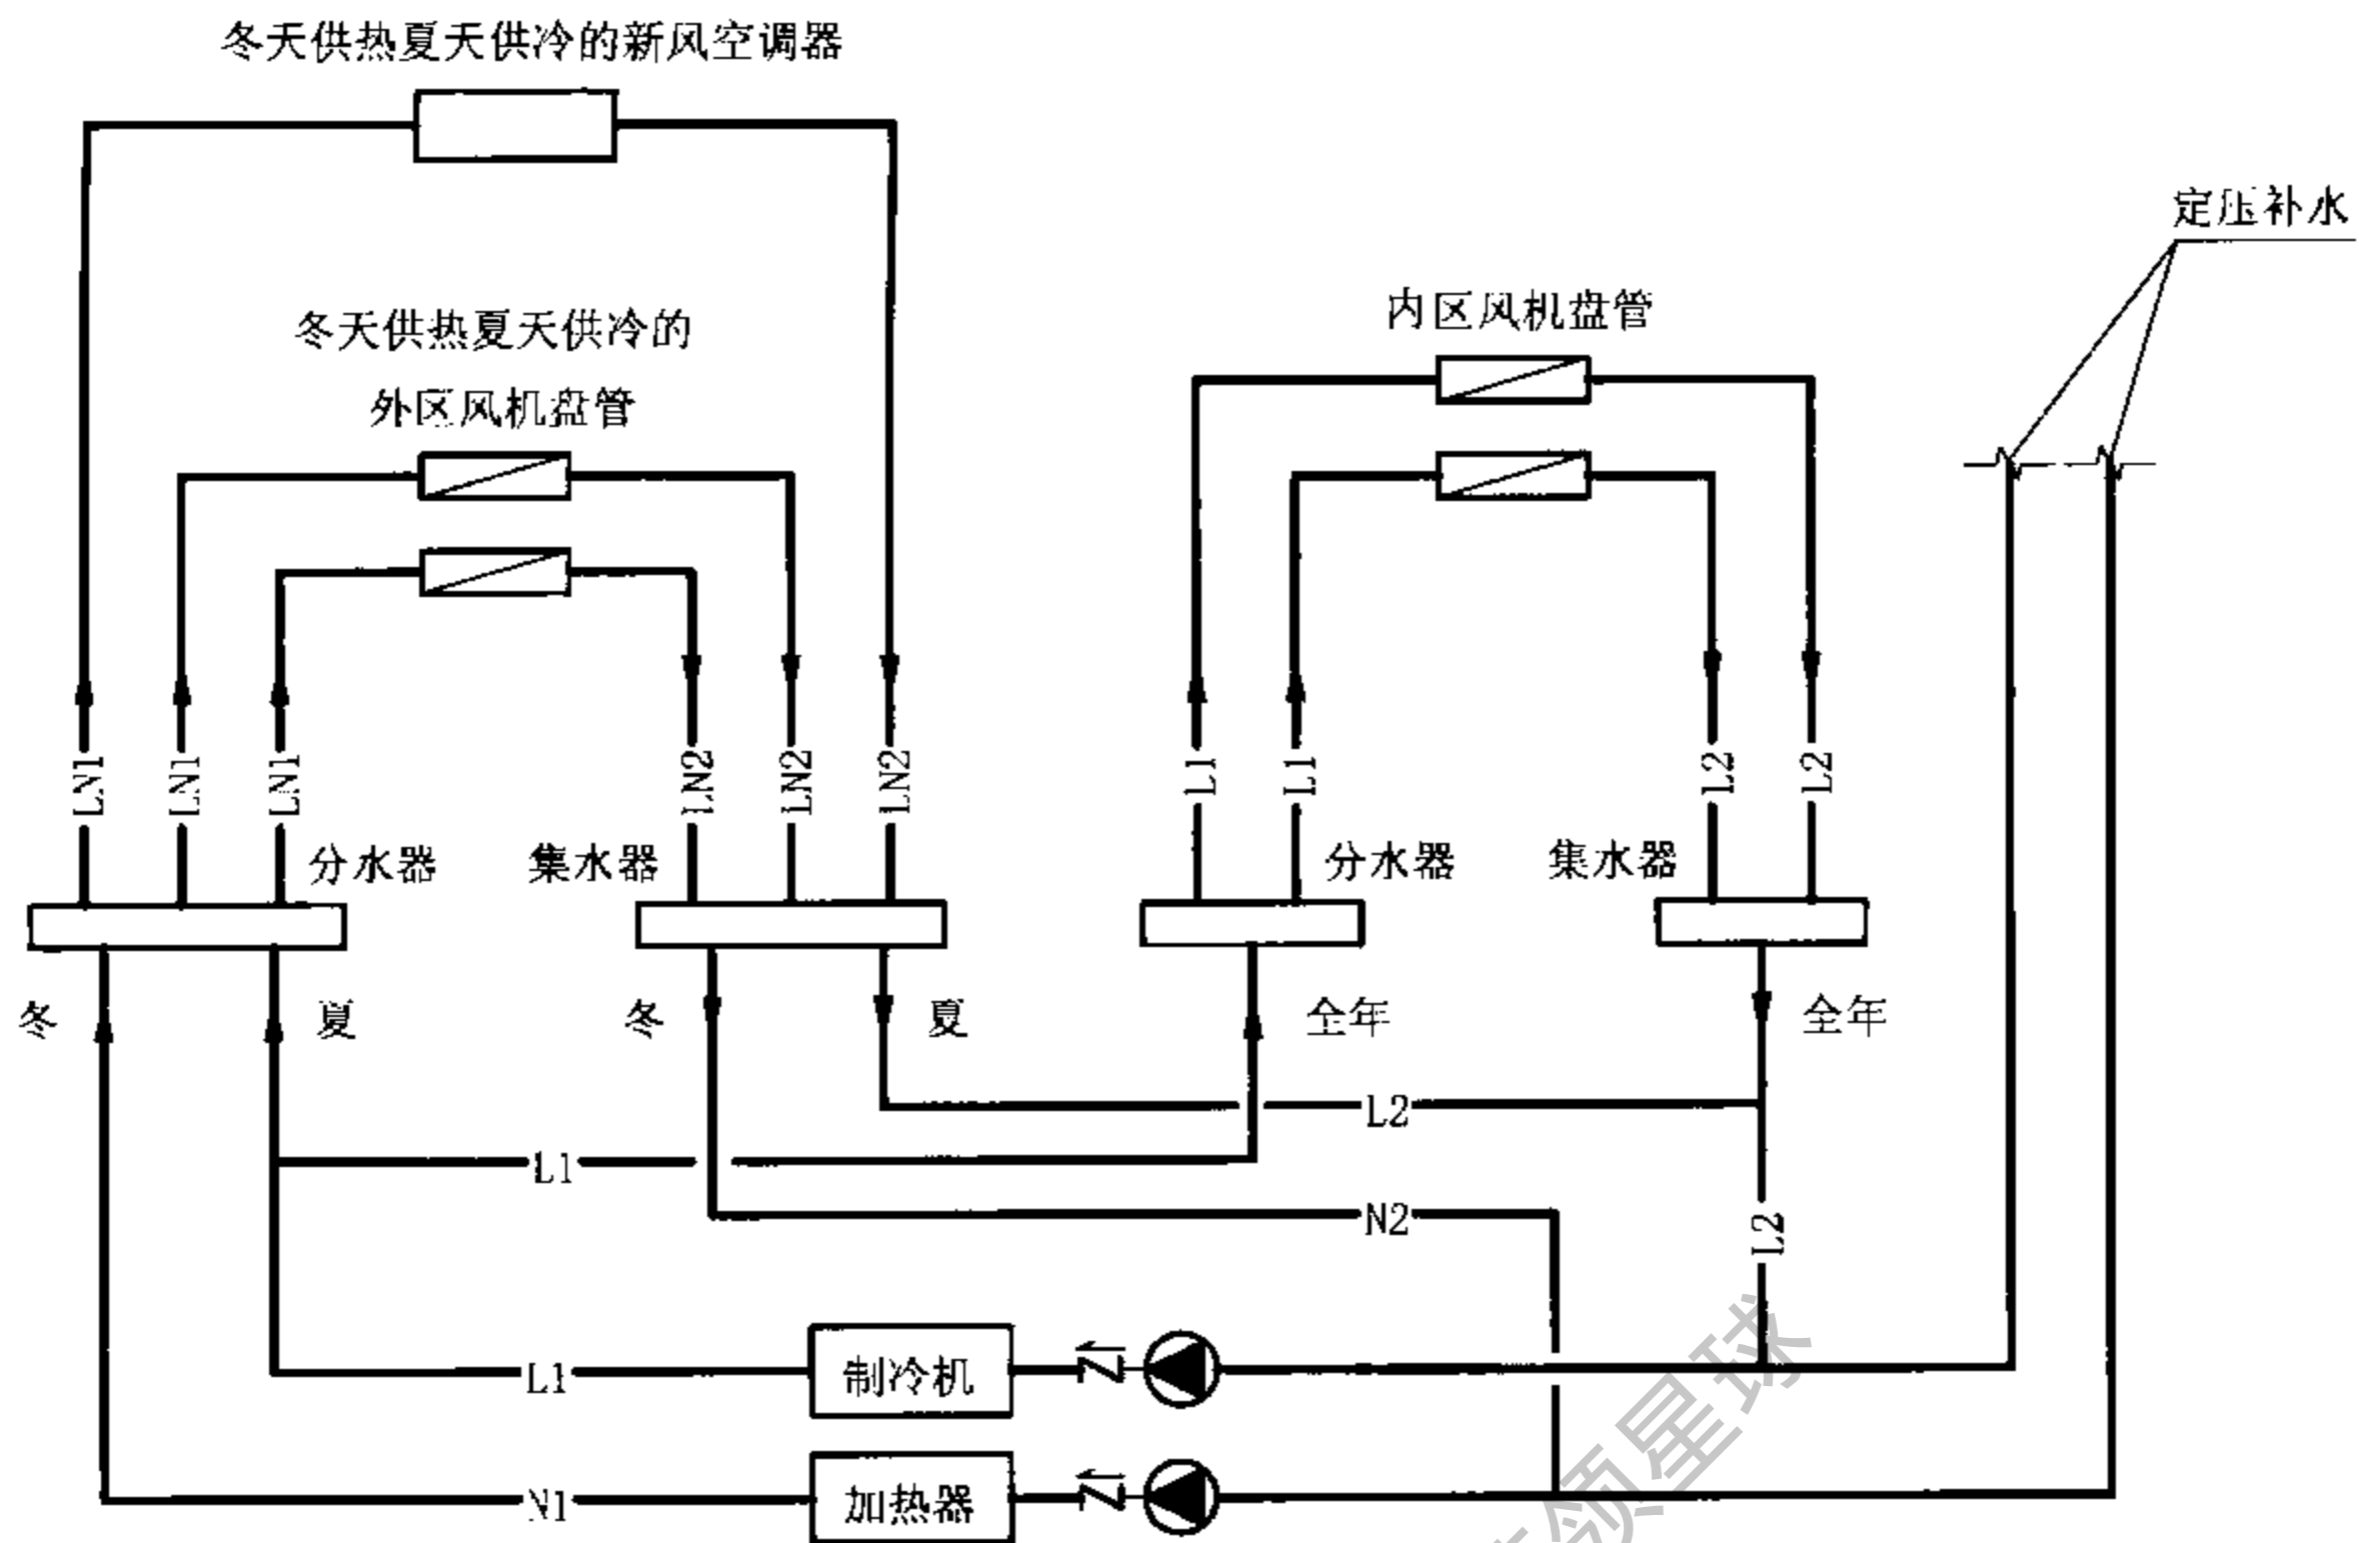 冬天供热夏天供冷的新风空调器
定压补水
冬天供热夏天供冷的
外区风机盘管
内区风机盘管
LN1
LN1
LN1
LN2
LN2
LN2
L1
L1
L2
L2
分水器
集水器
分水器
集水器
冬
夏
冬
夏
全年
全年
L2
L1
N2
L2
L1
制冷机
N1
加热器
领星球